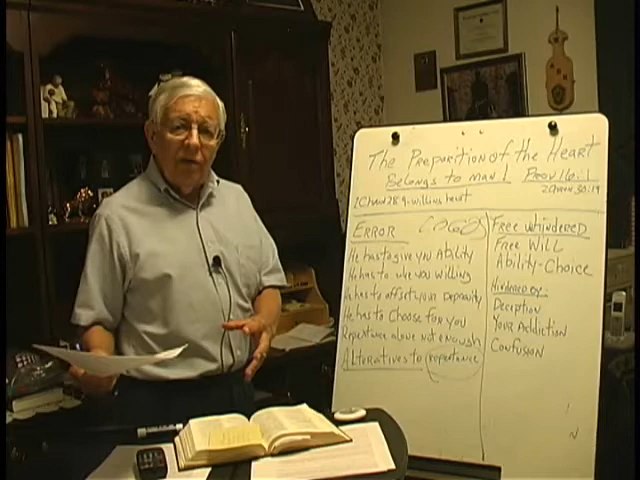 The Preparition of the Heart
Belongs to man! Prov 16:1
1Chron 28:9-willing heart 2Chron 30:19
ERROR
He has to give you Ability
He has to make you willing
He has to offset your Depravity
He has to Choose for you
Repentance alone not enough
Alternatives to repentance
Free
Free Will
Ability-Choice
Hindered by:
Deception
Your Addiction
Confusion